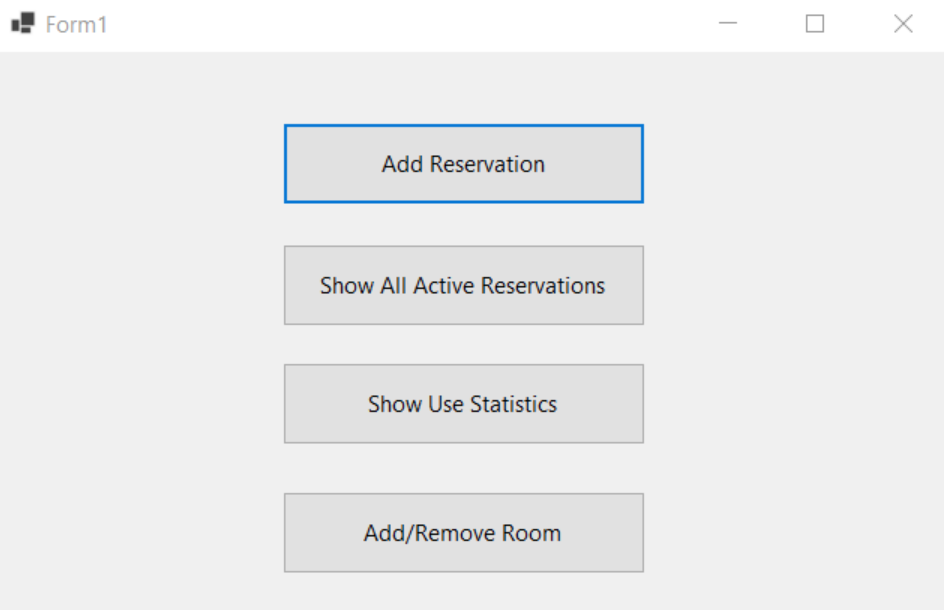 Form1
Add Reservation
Show All Active Reservations
Show Use Statistics
Add/Remove Room